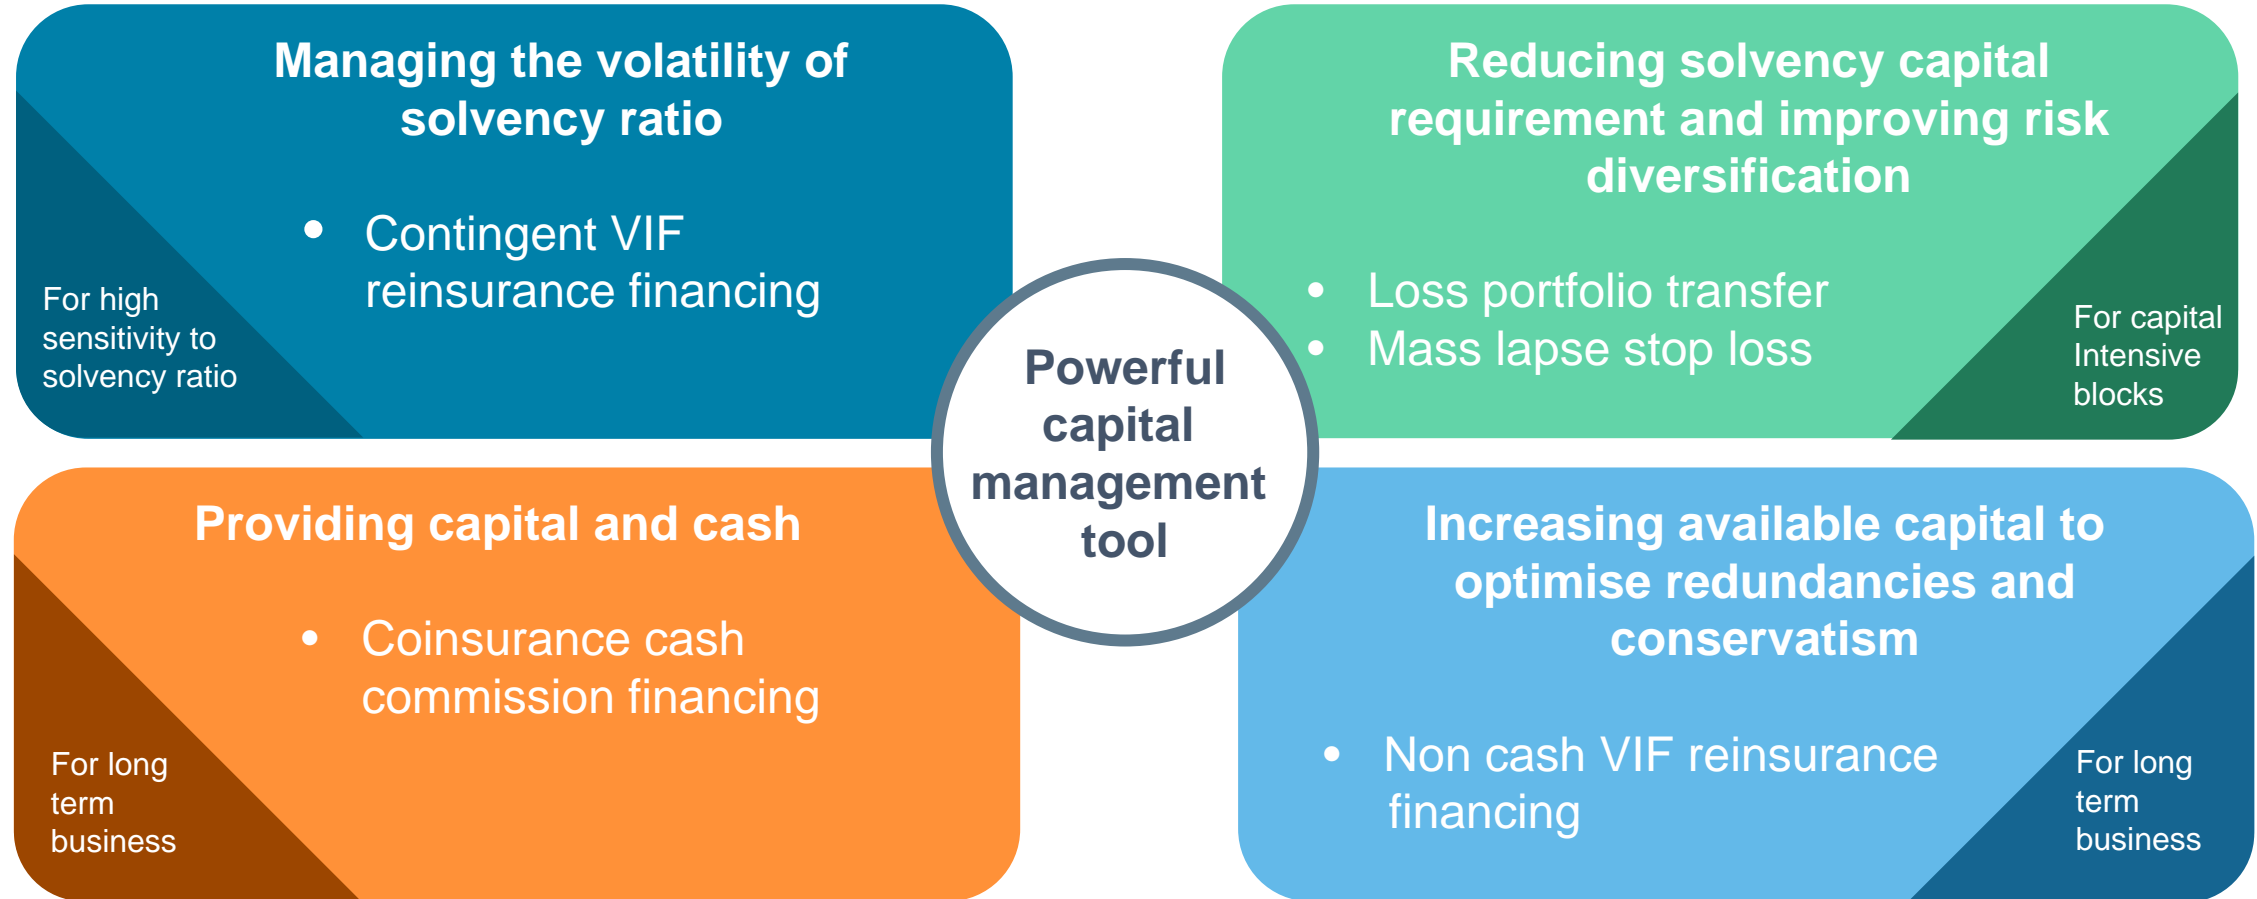 Managing the volatility of
solvency ratio
• Contingent VIF
reinsurance financing
For high
sensitivity to
solvency ratio
Reducing solvency capital
requirement and improving risk
diversification
• Loss portfolio transfer
• Mass lapse stop loss
For capital
Intensive
blocks
Powerful
capital
management
tool
Providing capital and cash
• Coinsurance cash
commission financing
For long
term
business
Increasing available capital to
optimise redundancies and
conservatism
• Non cash VIF reinsurance
financing
For long
term
business